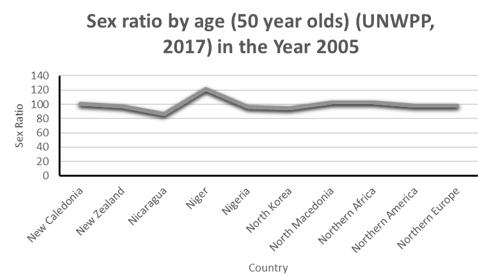 Sex ratio by age (50 year olds) (UNWPP,
2017) in the Year 2005
140
120
100
80
60
40
20
0
Sex Ratio
New Caledonia
New Zealand
Nicaragua
Niger
Nigeria
North Korea
North Macedonia
Northern Africa
Northern America
Northern Europe
Country